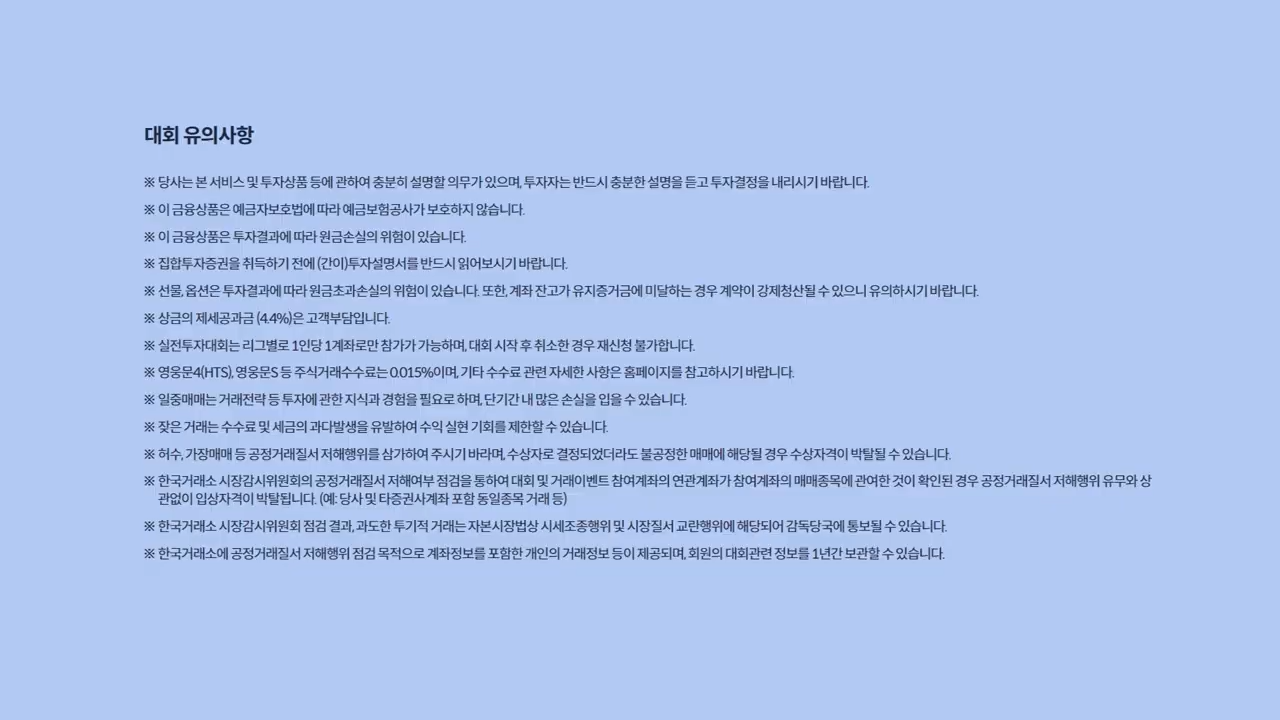 대회 유의사항
※ 당사는 본 서비스 및 투자상품 등에 관하여 충분히 설명할 의무가 있으며, 투자자는 반드시 충분한 설명을 듣고 투자결정을 내리시기 바랍니다.
※ 이 금융상품은 예금자보호법에 따라 예금보험공사가 보호하지 않습니다.
※ 이 금융상품은 투자결과에 따라 원금손실의 위험이 있습니다.
※ 집합투자증권을 취득하기 전에 (간이)투자설명서를 반드시 읽어보시기 바랍니다.
※ 선물, 옵션은 투자결과에 따라 원금초과손실의 위험이 있습니다. 또한, 계좌 잔고가 유지증거금에 미달하는 경우 계약이 강제청산될 수 있으니 유의하시기 바랍니다.
※ 상금의 제세공과금 (4.4%)은 고객부담입니다.
※ 실전투자대회는 리그별로 1인당 1계좌로만 참가가 가능하며, 대회 시작 후 취소한 경우 재신청 불가합니다.
※ 영웅문4(HTS), 영웅문S 등 주식거래수수료는 0.015%이며, 기타 수수료 관련 자세한 사항은 홈페이지를 참고하시기 바랍니다.
※ 일중매매는 거래전략 등 투자에 관한 지식과 경험을 필요로 하며, 단기간 내 많은 손실을 입을 수 있습니다.
※ 잦은 거래는 수수료 및 세금의 과다발생을 유발하여 수익 실현 기회를 제한할 수 있습니다.
※ 허수, 가장매매 등 공정거래질서 저해행위를 삼가하여 주시기 바라며, 수상자로 결정되었더라도 불공정한 매매에 해당될 경우 수상자격이 박탈될 수 있습니다.
※ 한국거래소 시장감시위원회의 공정거래질서 저해여부 점검을 통하여 대회 및 거래이벤트 참여계좌의 연관계좌가 참여계좌의 매매종목에 관여한 것이 확인된 경우 공정거래질서 저해행위 유무와 상
관없이 입상자격이 박탈됩니다. (예: 당사 및 타증권사계좌 포함 동일종목 거래 등)
※ 한국거래소 시장감시위원회 점검 결과, 과도한 투기적 거래는 자본시장법상 시세조종행위 및 시장질서 교란행위에 해당되어 감독당국에 통보될 수 있습니다.
※ 한국거래소에 공정거래질서 저해행위 점검 목적으로 계좌정보를 포함한 개인의 거래정보 등이 제공되며, 회원의 대회관련 정보를 1년간 보관할 수 있습니다.